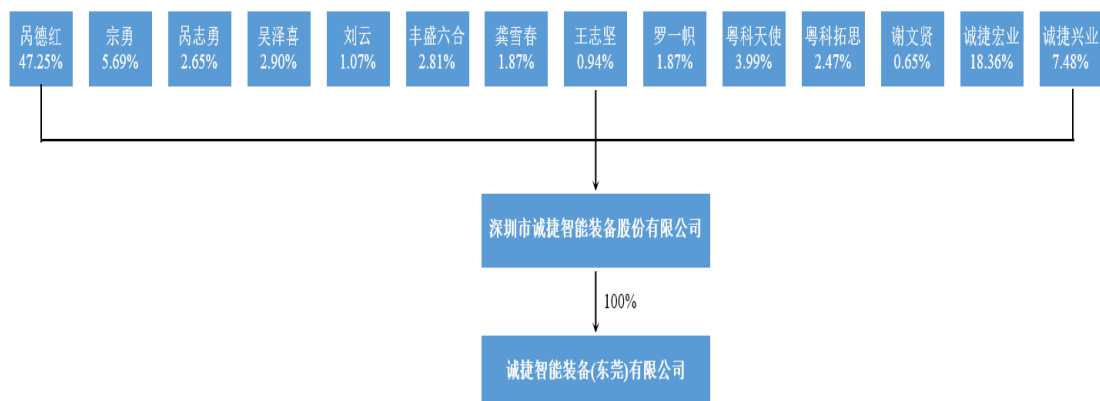 呙德红 宗勇 呙志勇 吴泽喜 刘云 丰盛六合 龚雪春 王志坚 罗一帜 粤科天使 粤科拓思 谢文贤 诚捷宏业 诚捷兴业
47.25% 5.69% 2.65% 2.90% 1.07% 2.81% 1.87% 0.94% 1.87% 3.99% 2.47% 0.65% 18.36% 7.48%
深圳市诚捷智能装备股份有限公司
100%
诚捷智能装备(东莞)有限公司